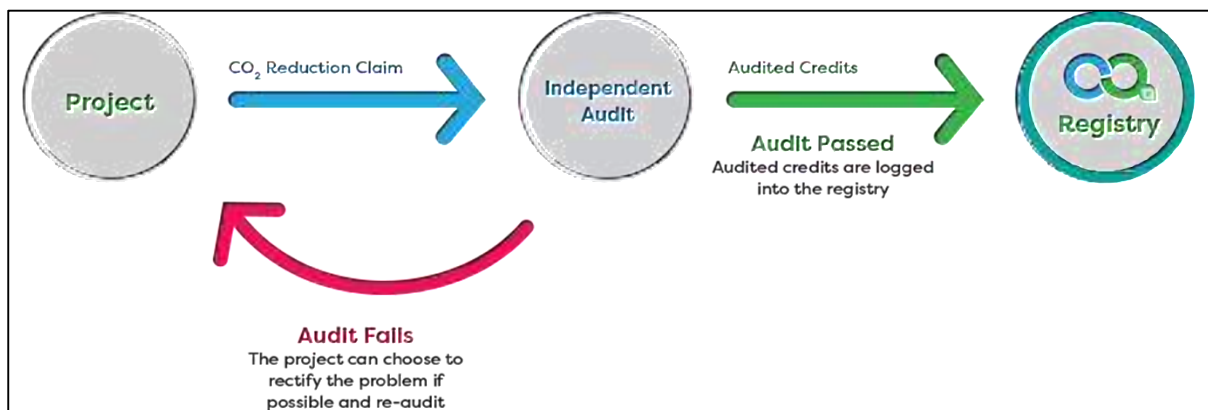 Project
CO₂ Reduction Claim
Independent
Audit
Audited Credits
Audit Passed
Audited credits are logged
into the registry
Registry
Audit Fails
The project can choose to
rectify the problem if
possible and re-audit